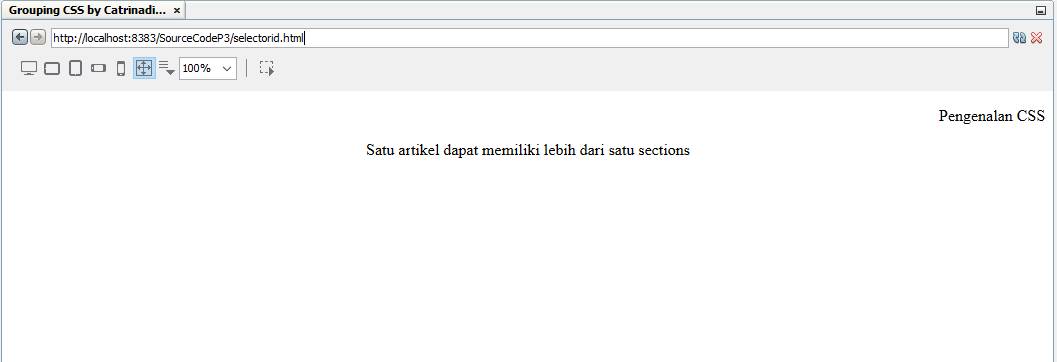 Grouping CSS by Catrinadi...
http://localhost:8383/SourceCodeP3/selectorid.html
100%
Pengenalan CSS
Satu artikel dapat memiliki lebih dari satu sections